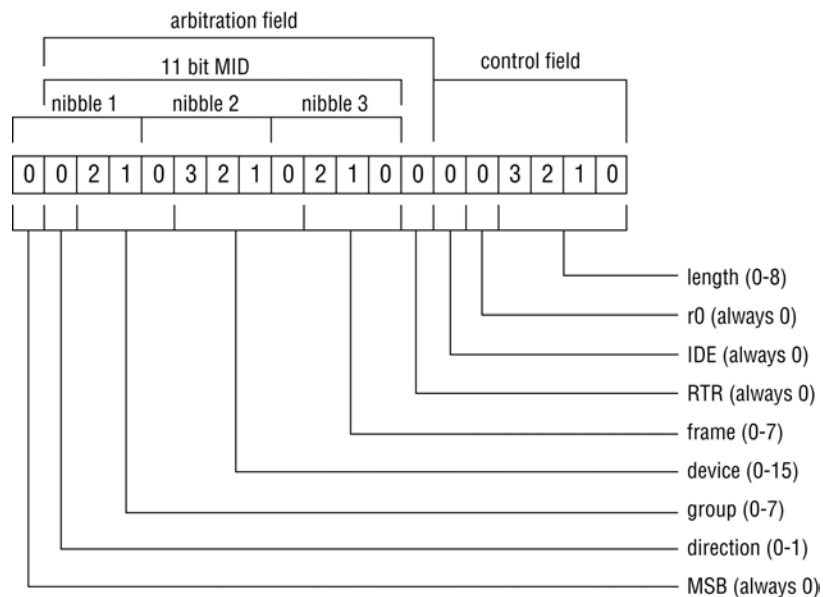 arbitration field
11 bit MID
control field
nibble 1 nibble 2 nibble 3
0 0 2 1 0 3 2 1 0 2 1 0 0 0 0 3 2 1 0
length (0-8)
r0 (always 0)
IDE (always 0)
RTR (always 0)
frame (0-7)
device (0-15)
group (0-7)
direction (0-1)
MSB (always 0)